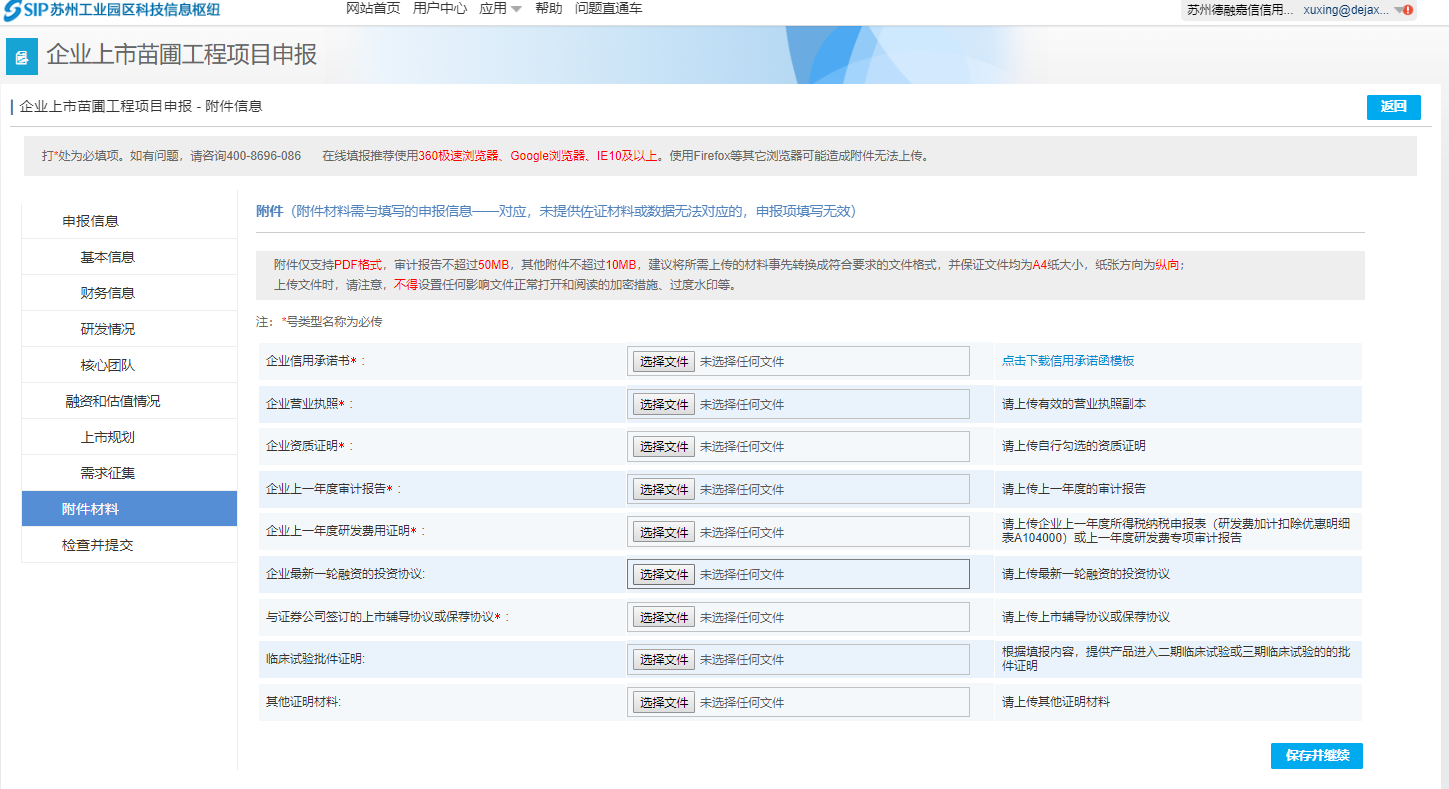 SIP苏州工业园区科技信息枢纽 网站首页 用户中心 应用 帮助 问题直通车 苏州德融嘉信信用... xuxing@dejax...
企业上市苗圃工程项目申报
企业上市苗圃工程项目申报 - 附件信息 返回
打*处为必填项。如有问题，请咨询400-8696-086 在线填报推荐使用360极速浏览器、Google浏览器、IE10及以上。使用Firefox等其它浏览器可能造成附件无法上传。
申报信息
基本信息
财务信息
研发情况
核心团队
融资和估值情况
上市规划
需求征集
附件材料
检查并提交
附件（附件材料需与填写的申报信息一一对应，未提供佐证材料或数据无法对应的，申报项填写无效）
附件仅支持PDF格式，审计报告不超过50MB，其他附件不超过10MB，建议将所需上传的材料事先转换成符合要求的文件格式，并保证文件均为A4纸大小，纸张方向为纵向；
上传文件时，请注意，不得设置任何影响文件正常打开和阅读的加密措施、过度水印等。
注：*号类型名称为必传
企业信用承诺书*： 选择文件 未选择任何文件 点击下载信用承诺函模板
企业营业执照*： 选择文件 未选择任何文件 请上传有效的营业执照副本
企业资质证明*： 选择文件 未选择任何文件 请上传自行勾选的资质证明
企业上一年度审计报告*： 选择文件 未选择任何文件 请上传上一年度的审计报告
企业上一年度研发费用证明*： 选择文件 未选择任何文件 请上传企业上一年度所得税纳税申报表（研发费加计扣除优惠明细
表A104000）或上一年度研发费专项审计报告
企业最新一轮融资的投资协议: 选择文件 未选择任何文件 请上传最新一轮融资的投资协议
与证券公司签订的上市辅导协议或保荐协议*： 选择文件 未选择任何文件 请上传上市辅导协议或保荐协议
临床试验批件证明: 选择文件 未选择任何文件 根据填报内容，提供产品进入二期临床试验或三期临床试验的的批
件证明
其他证明材料: 选择文件 未选择任何文件 请上传其他证明材料
保存并继续